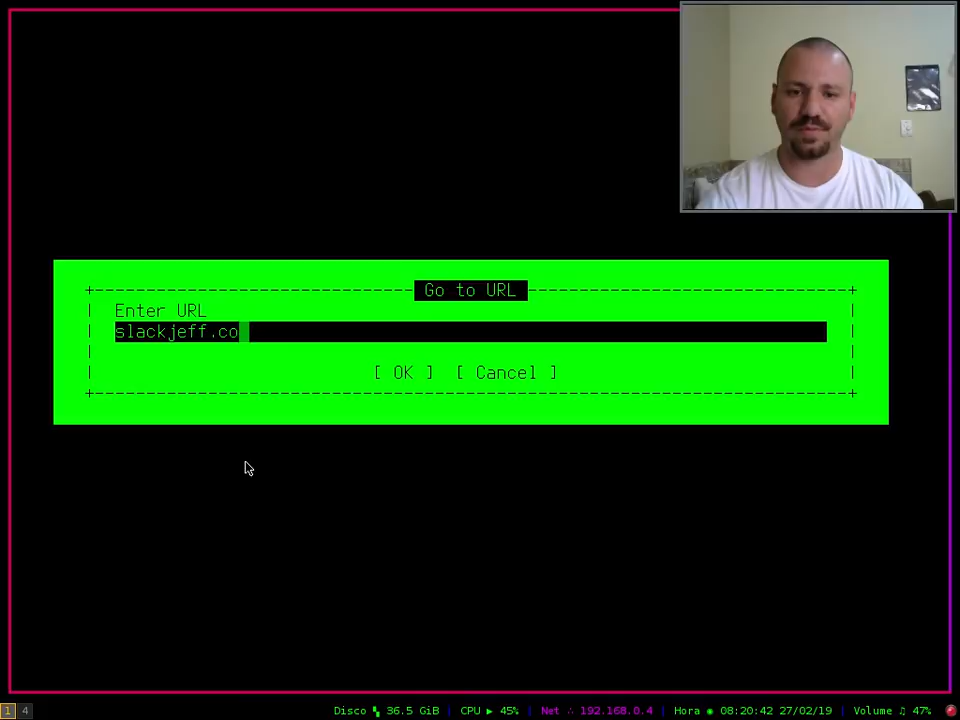 Go to URL
Enter URL
slackjeff.co
[ OK ] [ Cancel ]
1 4 Disco 36.5 GiB | CPU ▶ 45% | Net ∴ 192.168.0.4 | Hora ◉ 08:20:42 27/02/19 | Volume ♫ 47%